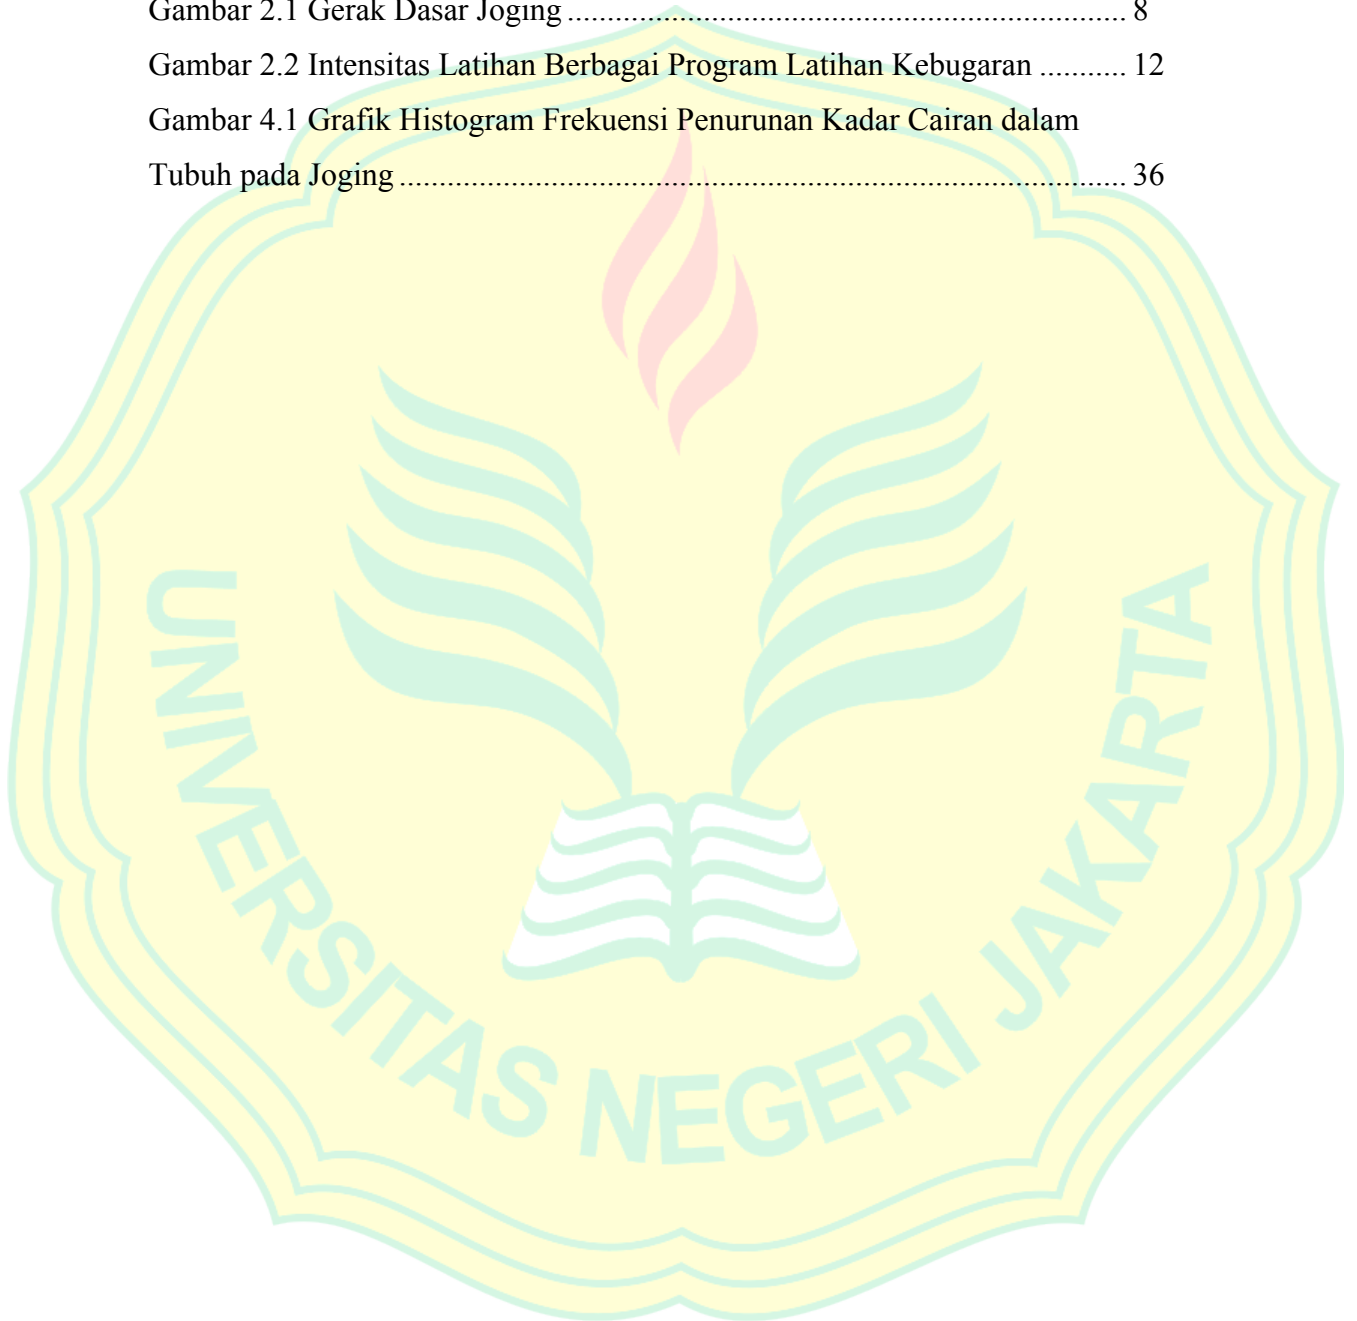 Gambar 2.1 Gerak Dasar Joging ....................................................................... 8
Gambar 2.2 Intensitas Latihan Berbagai Program Latihan Kebugaran ........... 12
Gambar 4.1 Grafik Histogram Frekuensi Penurunan Kadar Cairan dalam
Tubuh pada Joging ............................................................................................ 36
UNIVERSITAS NEGERI JAKARTA